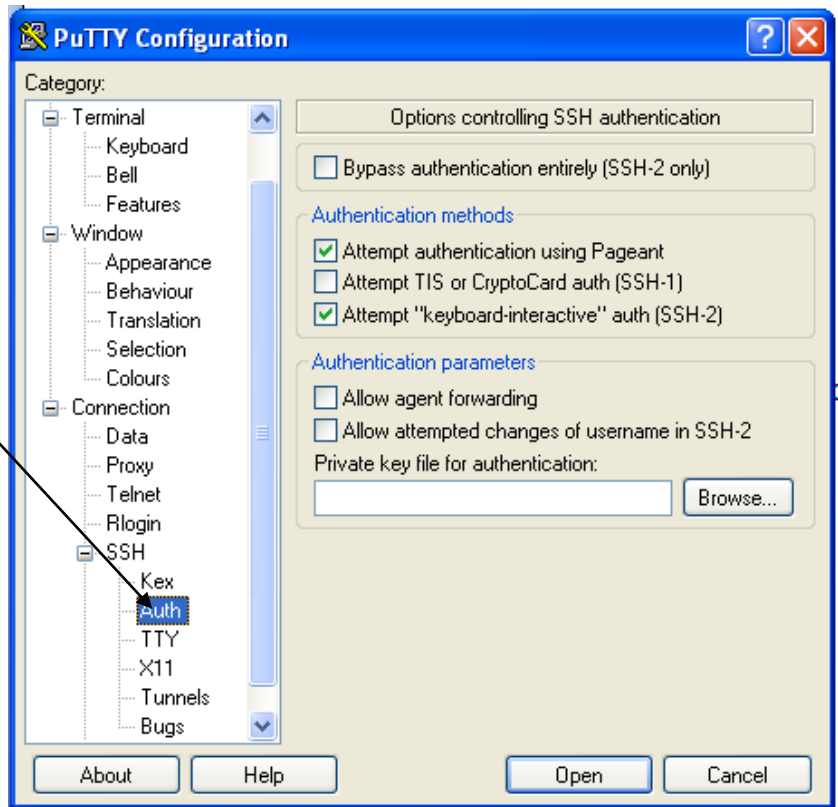 PuTTY Configuration
Category:
Terminal
Keyboard
Bell
Features
Window
Appearance
Behaviour
Translation
Selection
Colours
Connection
Data
Proxy
Telnet
Rlogin
SSH
Kex
Auth
TTY
X11
Tunnels
Bugs
Options controlling SSH authentication
Bypass authentication entirely (SSH-2 only)
Authentication methods
Attempt authentication using Pageant
Attempt TIS or CryptoCard auth (SSH-1)
Attempt "keyboard-interactive" auth (SSH-2)
Authentication parameters
Allow agent forwarding
Allow attempted changes of username in SSH-2
Private key file for authentication:
Browse...
About
Help
Open
Cancel